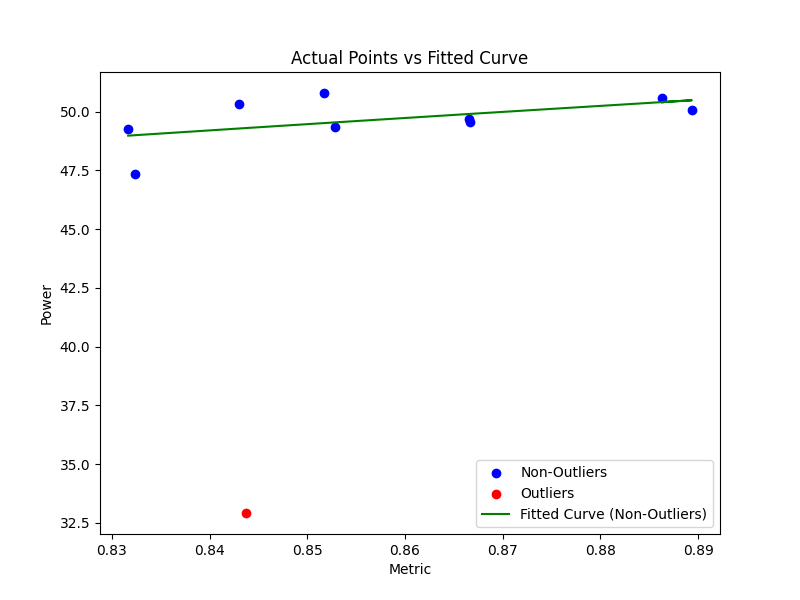 Actual Points vs Fitted Curve
Power
50.0
47.5
45.0
42.5
40.0
37.5
35.0
32.5
Non-Outliers
Outliers
Fitted Curve (Non-Outliers)
0.83 0.84 0.85 0.86 0.87 0.88 0.89
Metric